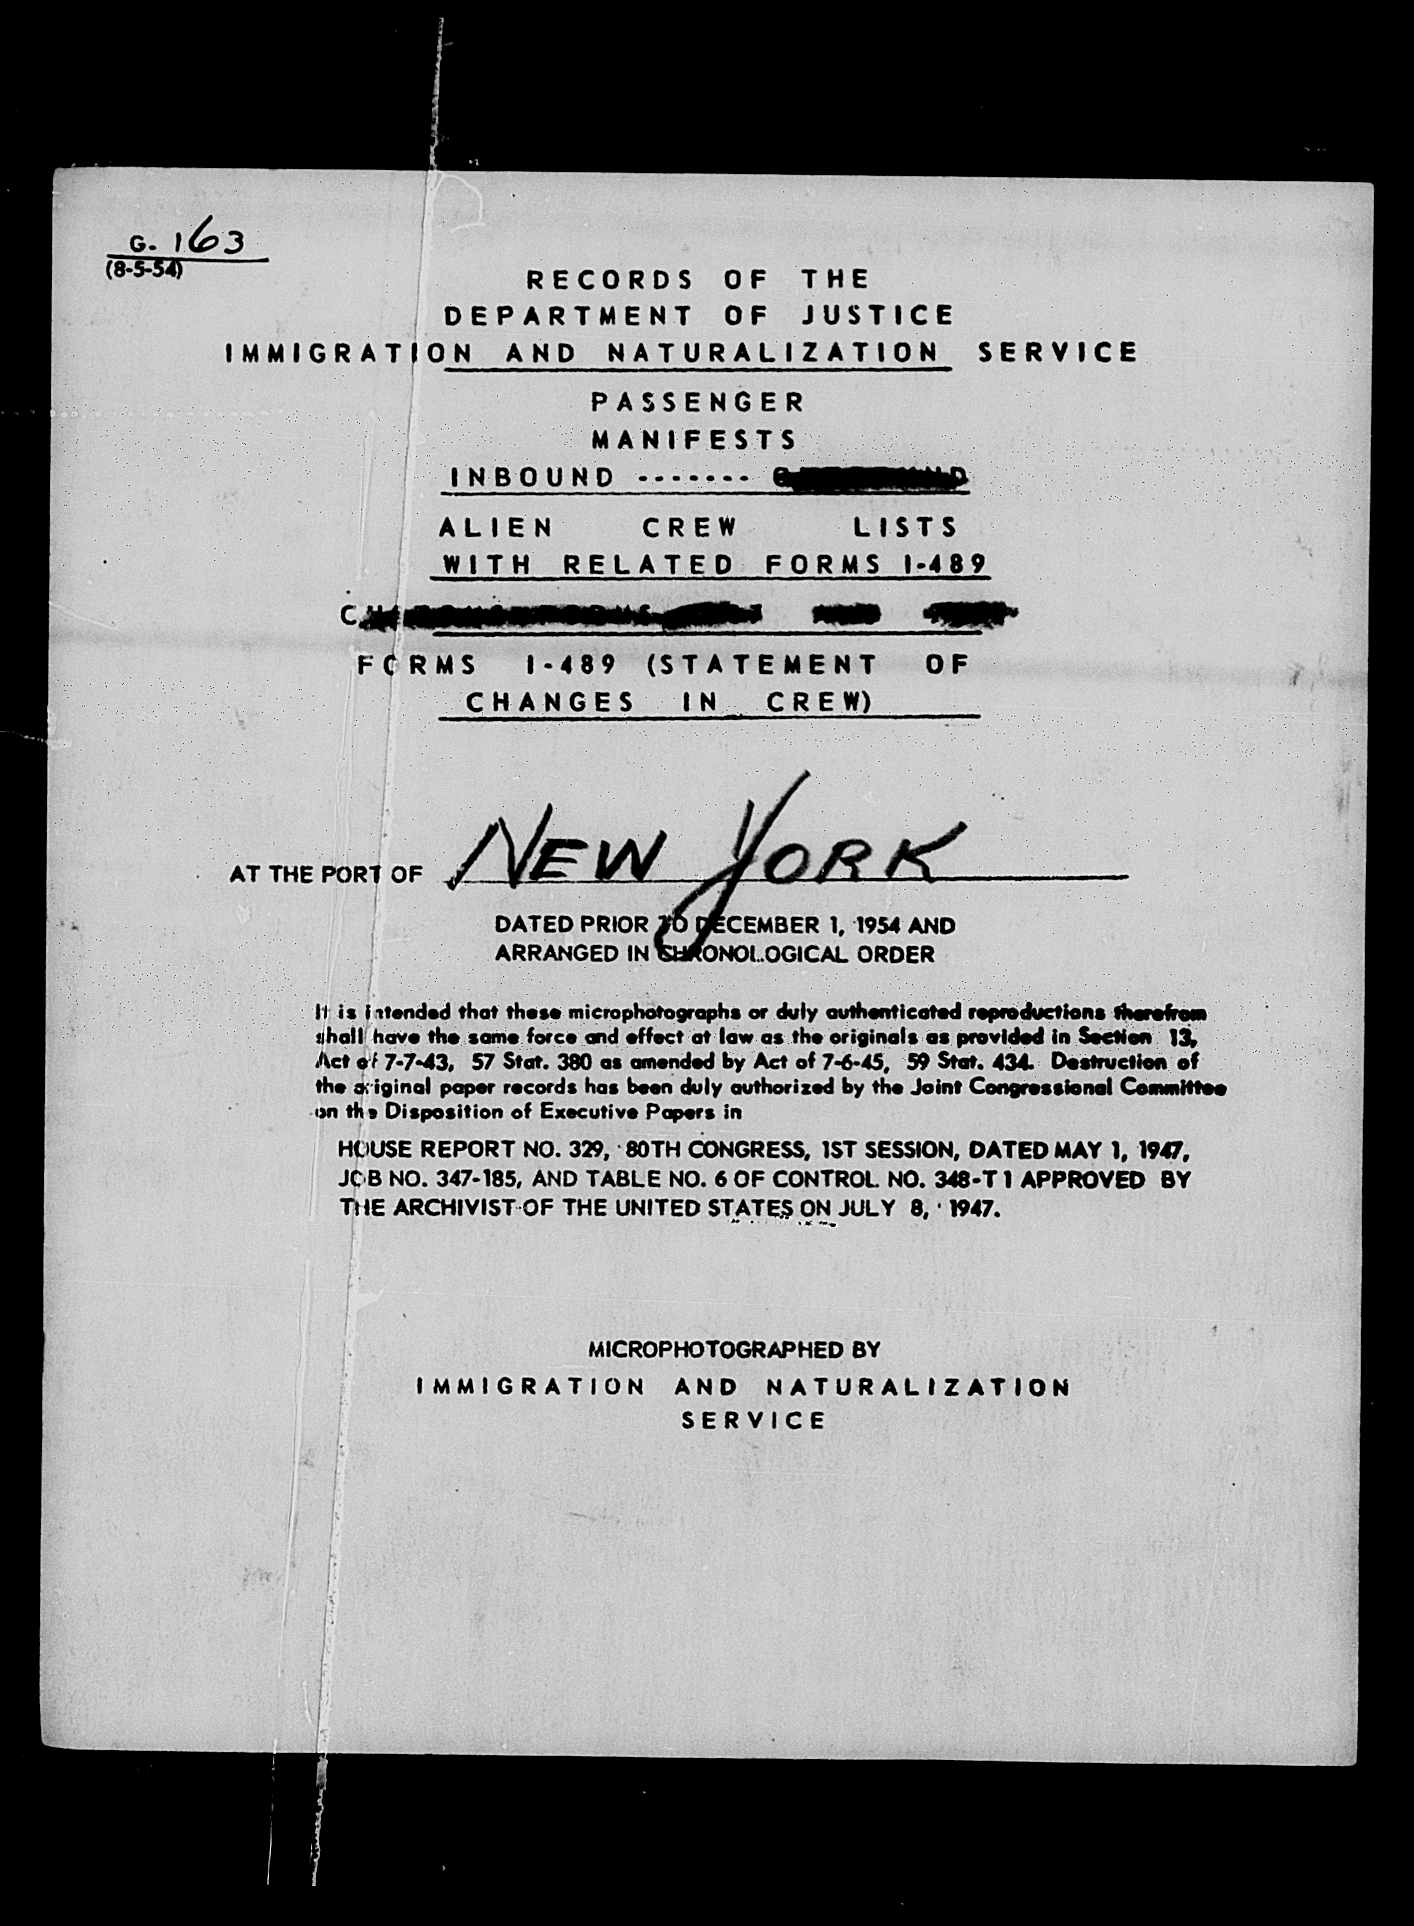 G. 163
(8-5-54)
RECORDS OF THE
DEPARTMENT OF JUSTICE
IMMIGRATION AND NATURALIZATION SERVICE
PASSENGER
MANIFESTS
INBOUND -------
ALIEN CREW LISTS
WITH RELATED FORMS I-489
FORMS I-489 (STATEMENT OF
CHANGES IN CREW)
AT THE PORT OF NEW YORK
DATED PRIOR TO DECEMBER 1, 1954 AND
ARRANGED IN CHRONOLOGICAL ORDER
It is intended that these microphotographs or duly authenticated reproductions therefrom
shall have the same force and effect at law as the originals as provided in Section 13,
Act of 7-7-43, 57 Stat. 380 as amended by Act of 7-6-45, 59 Stat. 434. Destruction of
the original paper records has been duly authorized by the Joint Congressional Committee
on the Disposition of Executive Papers in
HOUSE REPORT NO. 329, 80TH CONGRESS, 1ST SESSION, DATED MAY 1, 1947,
JOB NO. 347-185, AND TABLE NO. 6 OF CONTROL NO. 348-T1 APPROVED BY
THE ARCHIVIST OF THE UNITED STATES ON JULY 8, 1947.
MICROPHOTOGRAPHED BY
IMMIGRATION AND NATURALIZATION
SERVICE